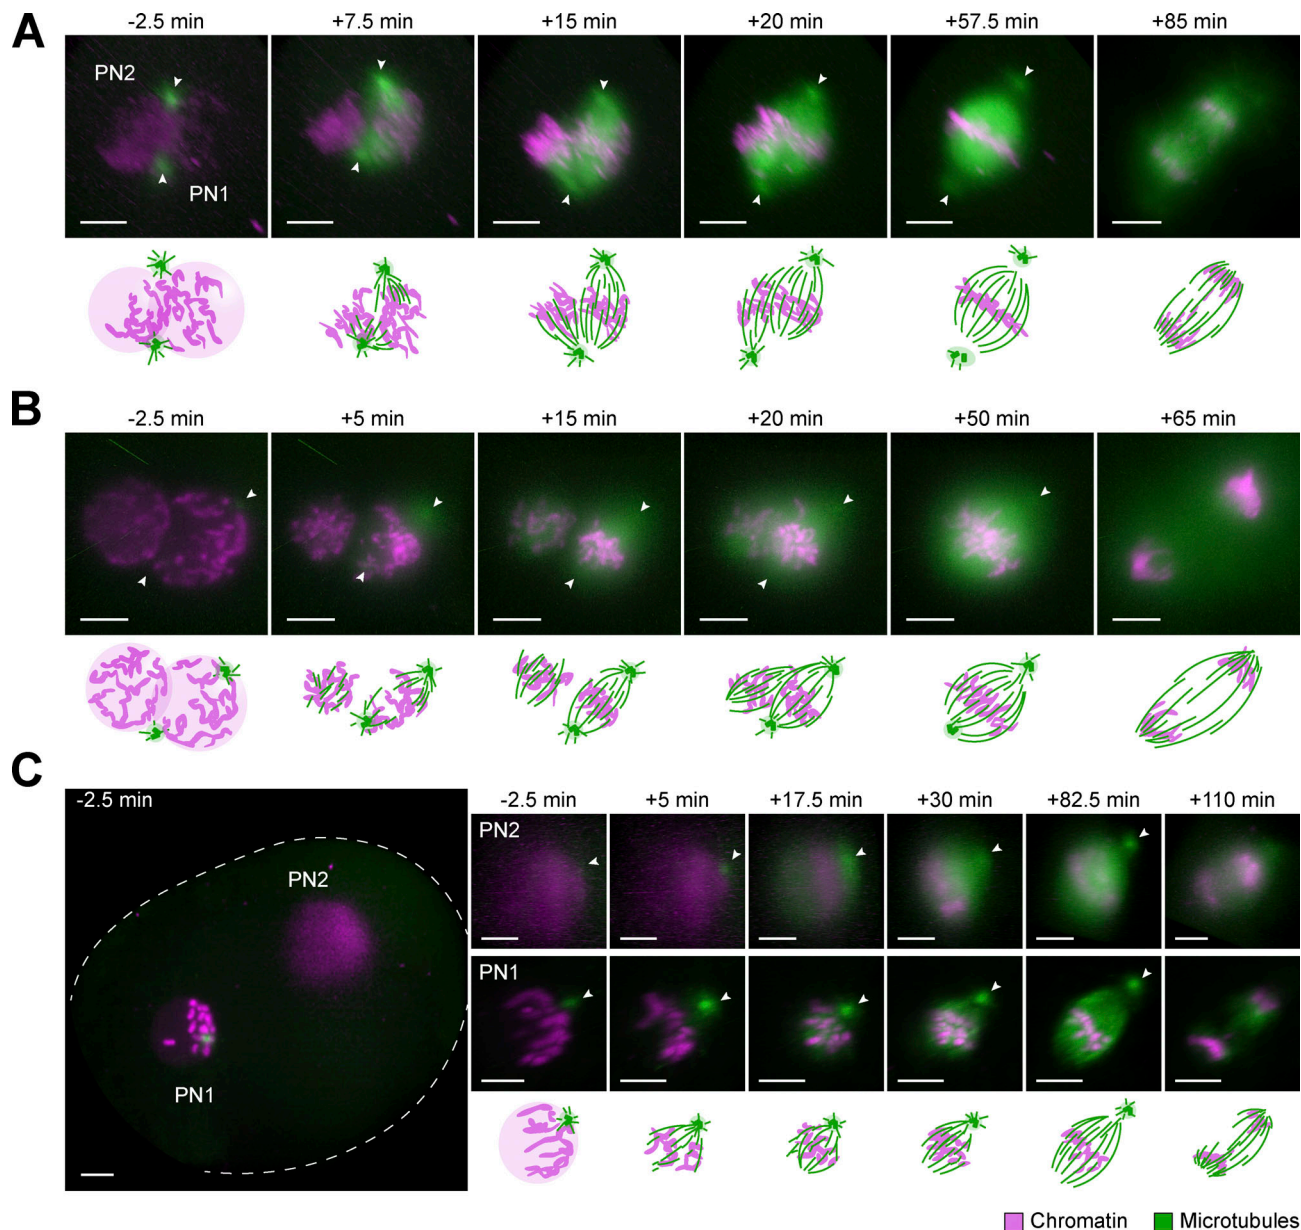 A
-2.5 min +7.5 min +15 min +20 min +57.5 min +85 min
PN2
PN1
B
-2.5 min +5 min +15 min +20 min +50 min +65 min
C
-2.5 min
PN2
PN1
-2.5 min +5 min +17.5 min +30 min +82.5 min +110 min
PN2
PN1
Chromatin Microtubules